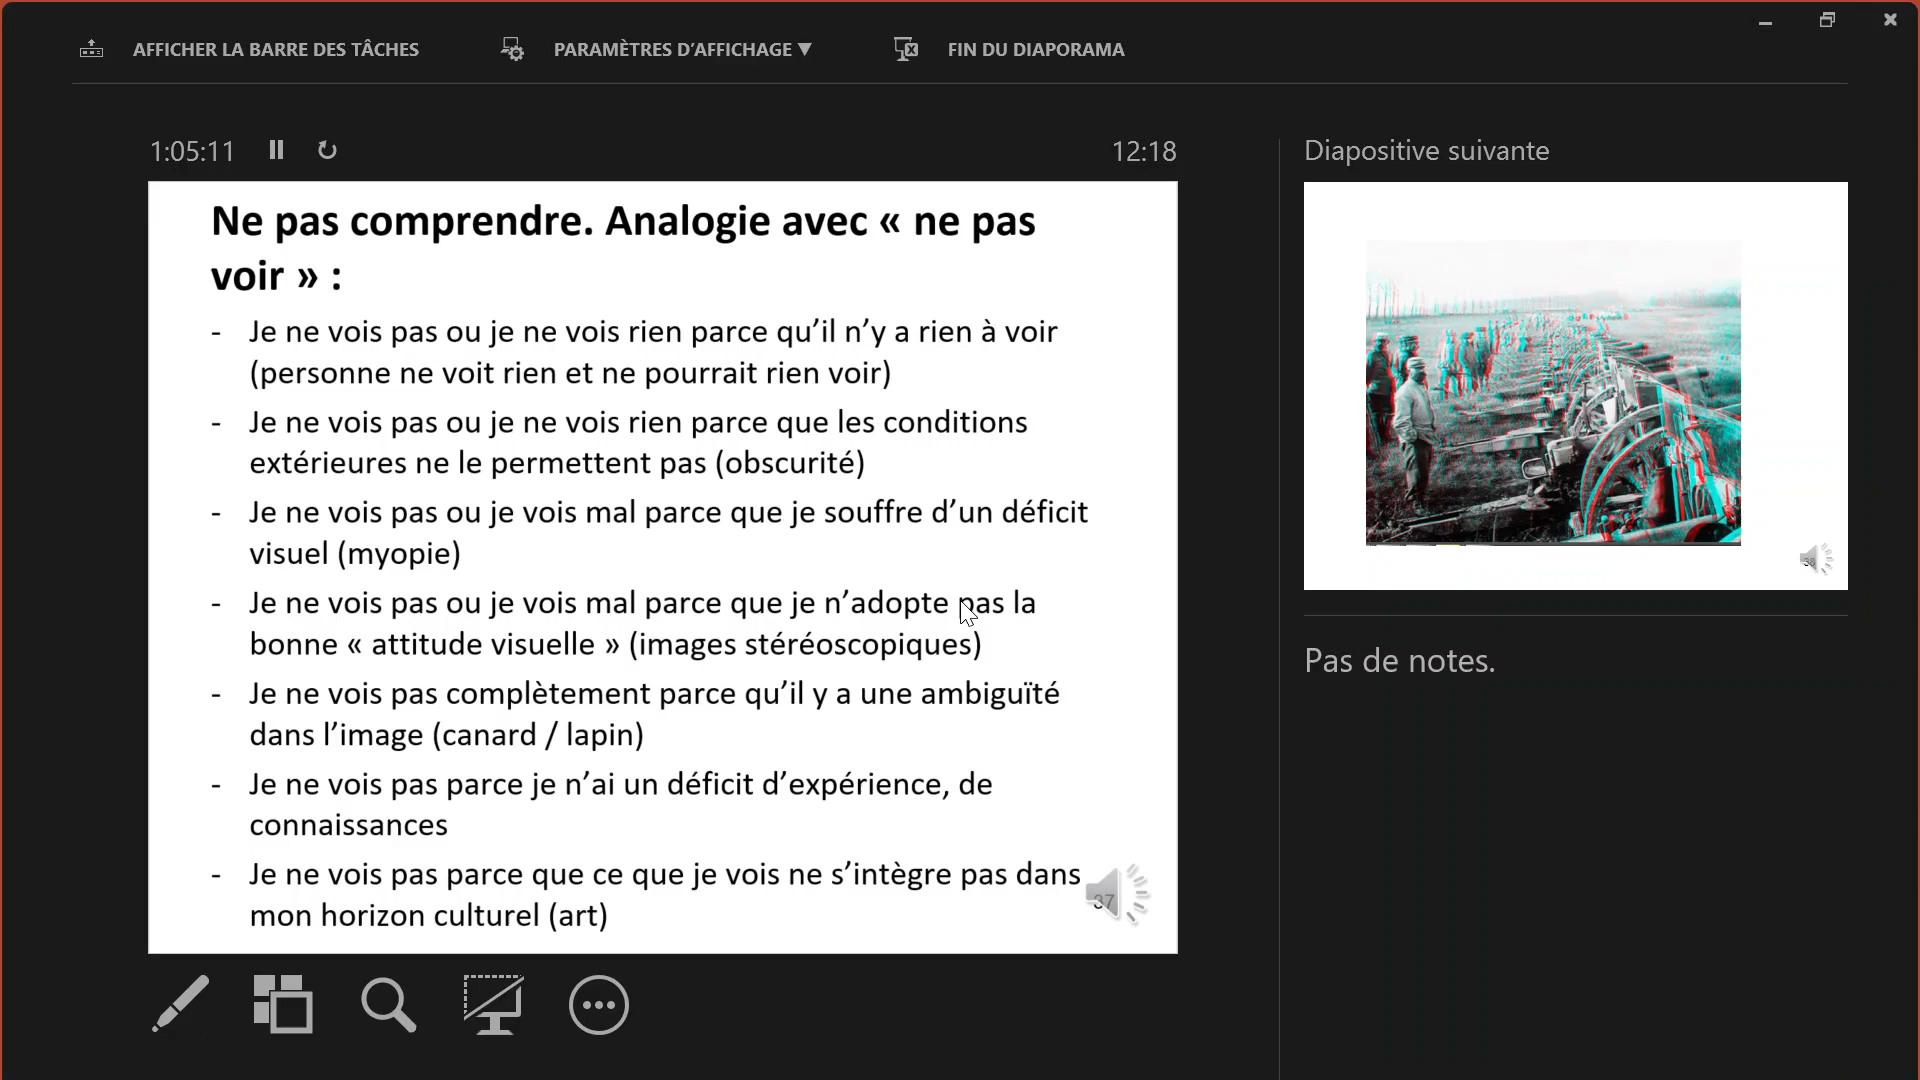 AFFICHER LA BARRE DES TÂCHES
PARAMÈTRES D'AFFICHAGE ▼
FIN DU DIAPORAMA
1:05:11
12:18
Ne pas comprendre. Analogie avec « ne pas
voir » :
- Je ne vois pas ou je ne vois rien parce qu’il n’y a rien à voir
(personne ne voit rien et ne pourrait rien voir)
- Je ne vois pas ou je ne vois rien parce que les conditions
extérieures ne le permettent pas (obscurité)
- Je ne vois pas ou je vois mal parce que je souffre d’un déficit
visuel (myopie)
- Je ne vois pas ou je vois mal parce que je n’adopte pas la
bonne « attitude visuelle » (images stéréoscopiques)
- Je ne vois pas complètement parce qu’il y a une ambiguïté
dans l’image (canard / lapin)
- Je ne vois pas parce je n’ai un déficit d’expérience, de
connaissances
- Je ne vois pas parce que ce que je vois ne s’intègre pas dans
mon horizon culturel (art)
37
Diapositive suivante
38
Pas de notes.